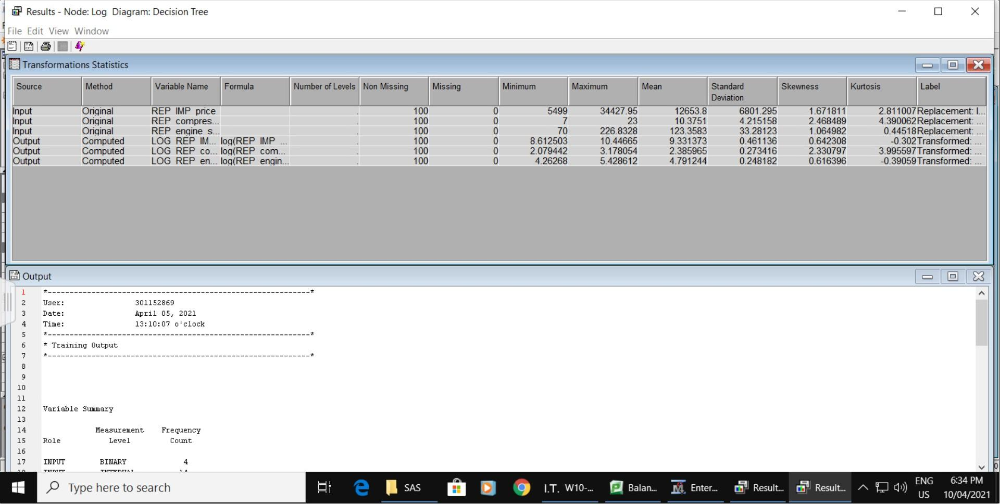 Results - Node: Log Diagram: Decision Tree
File Edit View Window
Transformations Statistics
Source Method Variable Name Formula Number of Levels Non Missing Missing Minimum Maximum Mean Standard Deviation Skewness Kurtosis Label
Input Original REP_IMP_price . 100 0 5499 34427.95 12653.8 6801.295 1.671811 2.811007 Replacement: I...
Input Original REP_compres... . 100 0 7 23 10.3751 4.215158 2.468489 4.390062 Replacement: ...
Input Original REP_engine_s... . 100 0 70 226.8328 123.3583 33.28123 1.064982 0.44518 Replacement: ...
Output Computed LOG_REP_IM... log(REP_IMP_... . 100 0 8.612503 10.44665 9.331373 0.461136 0.642308 -0.302 Transformed: ...
Output Computed LOG_REP_co... log(REP_com... . 100 0 2.079442 3.178054 2.385965 0.273416 2.330797 3.995597 Transformed: ...
Output Computed LOG_REP_en... log(REP_engin... . 100 0 4.26268 5.428612 4.791244 0.248182 0.616396 -0.39059 Transformed: ...
Output
1 *------------------------------------------------------------*
2 User: 301152869
3 Date: April 05, 2021
4 Time: 13:10:07 o'clock
5 *------------------------------------------------------------*
6 * Training Output
7 *------------------------------------------------------------*
8
9
10
11
12 Variable Summary
13
14 Measurement Frequency
15 Role Level Count
16
17 INPUT BINARY 4
Type here to search
SAS
I.T. W10-...
Balan...
Enter...
Result...
Result...
ENG
US
6:34 PM
10/04/2021